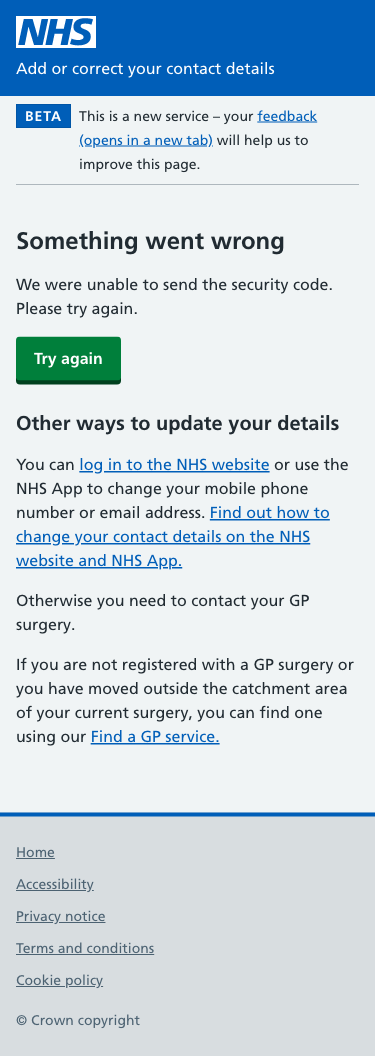 NHS
Add or correct your contact details
BETA
This is a new service – your feedback
(opens in a new tab) will help us to
improve this page.
Something went wrong
We were unable to send the security code.
Please try again.
Try again
Other ways to update your details
You can log in to the NHS website or use the
NHS App to change your mobile phone
number or email address. Find out how to
change your contact details on the NHS
website and NHS App.
Otherwise you need to contact your GP
surgery.
If you are not registered with a GP surgery or
you have moved outside the catchment area
of your current surgery, you can find one
using our Find a GP service.
Home
Accessibility
Privacy notice
Terms and conditions
Cookie policy
© Crown copyright